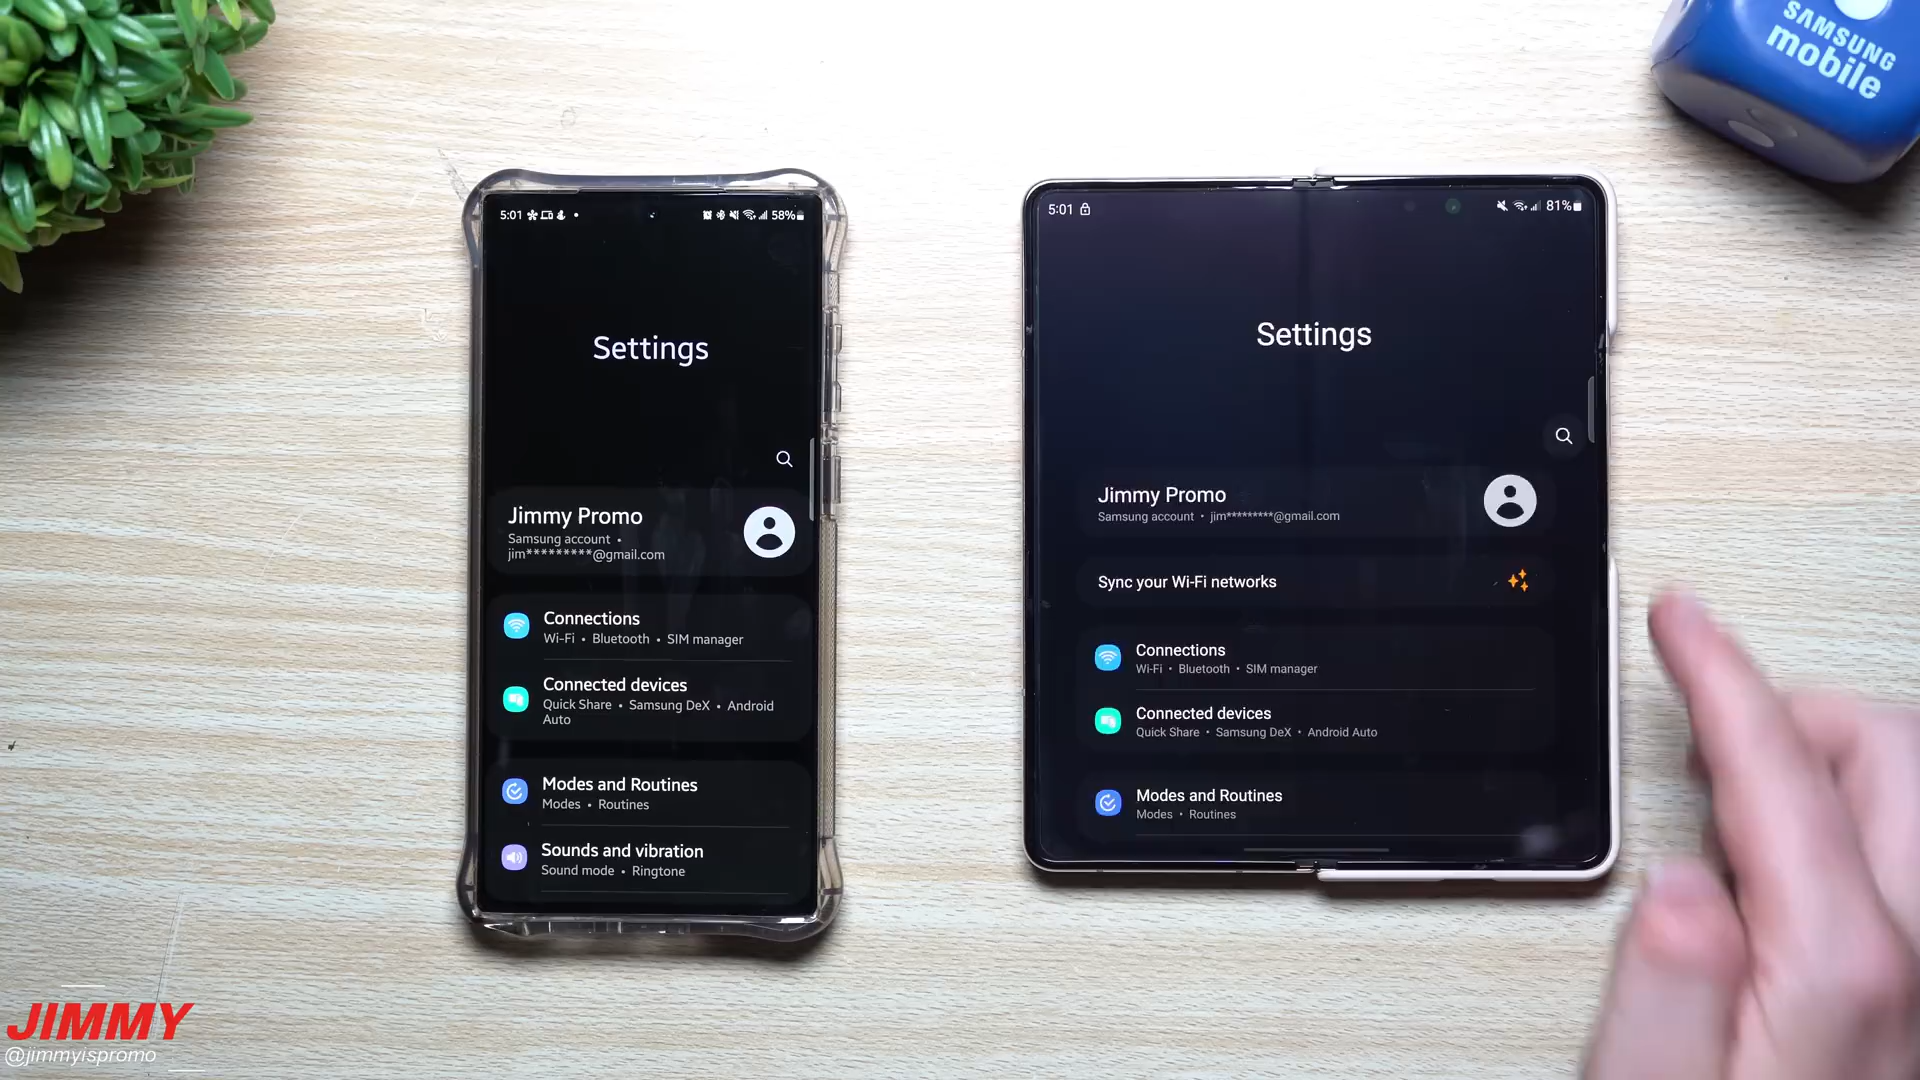 SAMSUNG
mobile
5:01
58%
Settings
Jimmy Promo
Samsung account •
jim*********@gmail.com
Connections
Wi-Fi • Bluetooth • SIM manager
Connected devices
Quick Share • Samsung DeX • Android
Auto
Modes and Routines
Modes • Routines
Sounds and vibration
Sound mode • Ringtone
5:01
81%
Settings
Jimmy Promo
Samsung account • jim*********@gmail.com
Sync your Wi-Fi networks
Connections
Wi-Fi • Bluetooth • SIM manager
Connected devices
Quick Share • Samsung DeX • Android Auto
Modes and Routines
Modes • Routines
JIMMY
@jimmyispromo